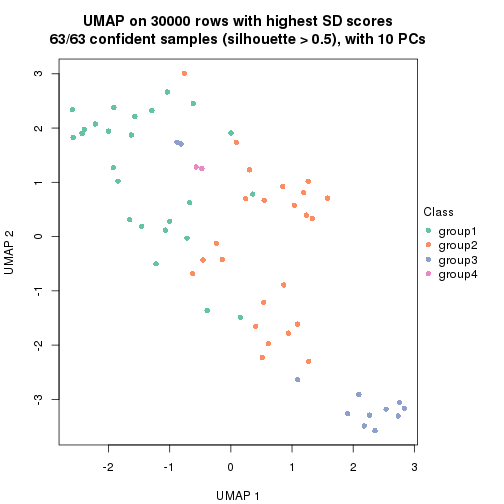 UMAP on 30000 rows with highest SD scores
63/63 confident samples (silhouette > 0.5), with 10 PCs
3
2
1
0
-1
-2
-3
UMAP 2
-2
-1
0
1
2
3
UMAP 1
Class
group1
group2
group3
group4